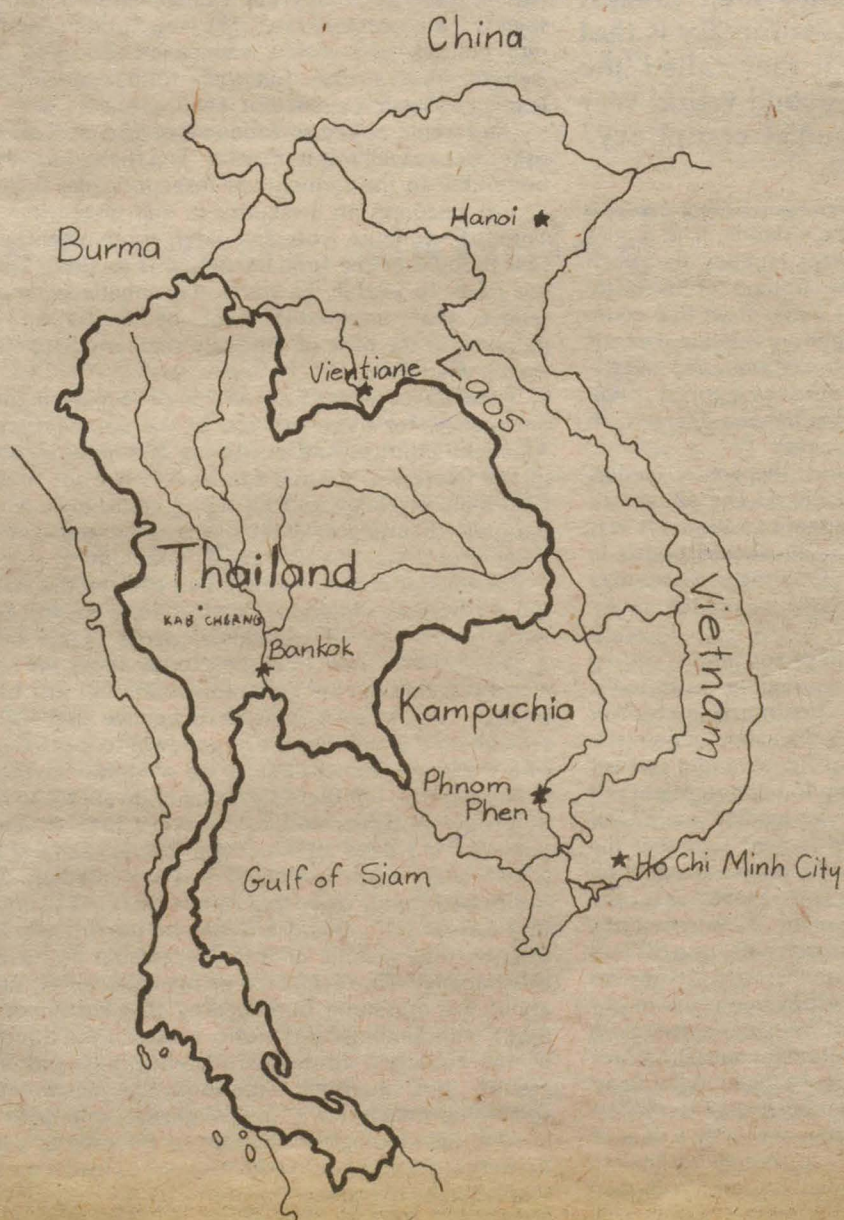 China
Hanoi
Burma
Vientiane
Laos
Thailand
KAB CHERNG
Bankok
Vietnam
Kampuchia
Phnom
Phen
Ho Chi Minh City
Gulf of Siam